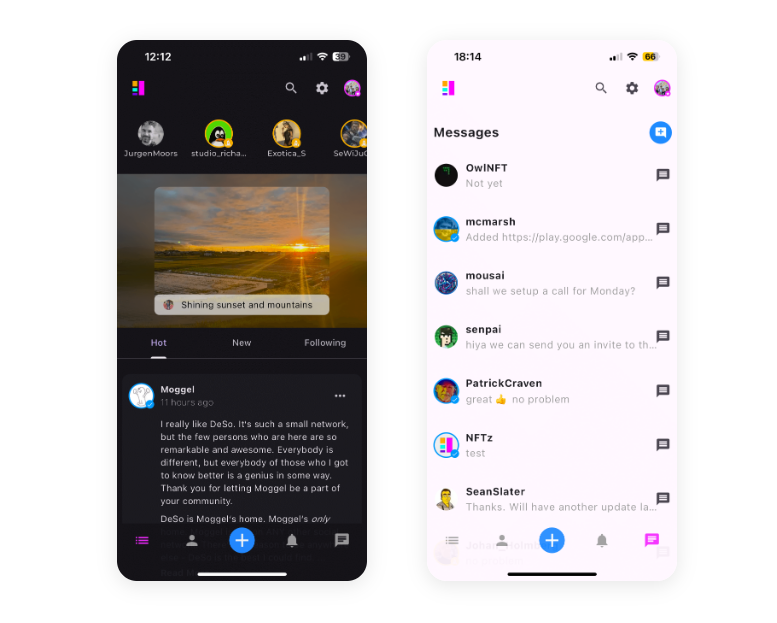 12:12
39
JurgenMoors
studio_richa...
Exotica_S
Shining sunset and mountains
Hot
New
Following
Moggel
11 hours ago
I really like DeSo. It's such a small network,
but the few persons who are here are so
remarkable and awesome. Everybody is
different, but everybody of those who I got
to know better is a genius in some way.
Thank you for letting Moggel be a part of
your community.
DeSo is Moggel's home. Moggel's only
18:14
66
Messages
OwlNFT
Not yet
mcmarsh
Added https://play.google.com/app...
mousai
shall we setup a call for Monday?
senpai
hiya we can send you an invite to th...
PatrickCraven
great 👍 no problem
NFTz
test
SeanSlater
Thanks. Will have another update la...